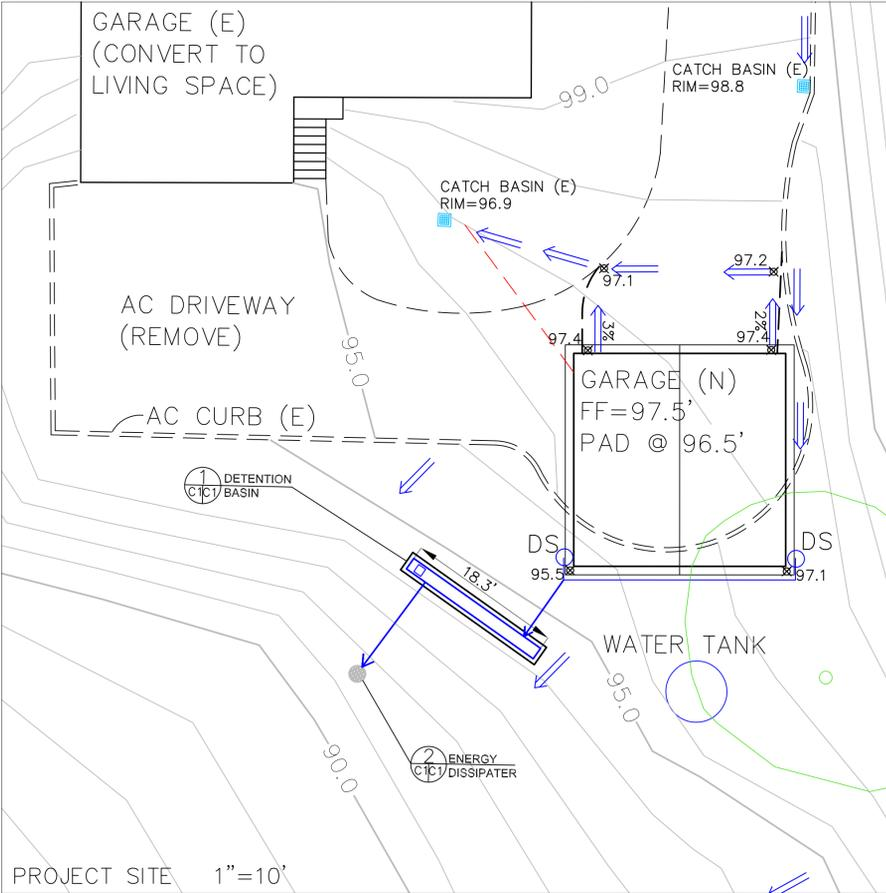 GARAGE (E)
(CONVERT TO
LIVING SPACE)
CATCH BASIN (E)
RIM=98.8
99.0
CATCH BASIN (E)
RIM=96.9
97.2
97.1
AC DRIVEWAY
(REMOVE)
95.0
97.4
3%
2%
97.4
GARAGE (N)
FF=97.5'
PAD @ 96.5'
AC CURB (E)
1
C1C1
DETENTION
BASIN
DS
DS
95.5
97.1
18.3'
WATER TANK
95.0
90.0
2
C1C1
ENERGY
DISSIPATER
PROJECT SITE 1"=10'